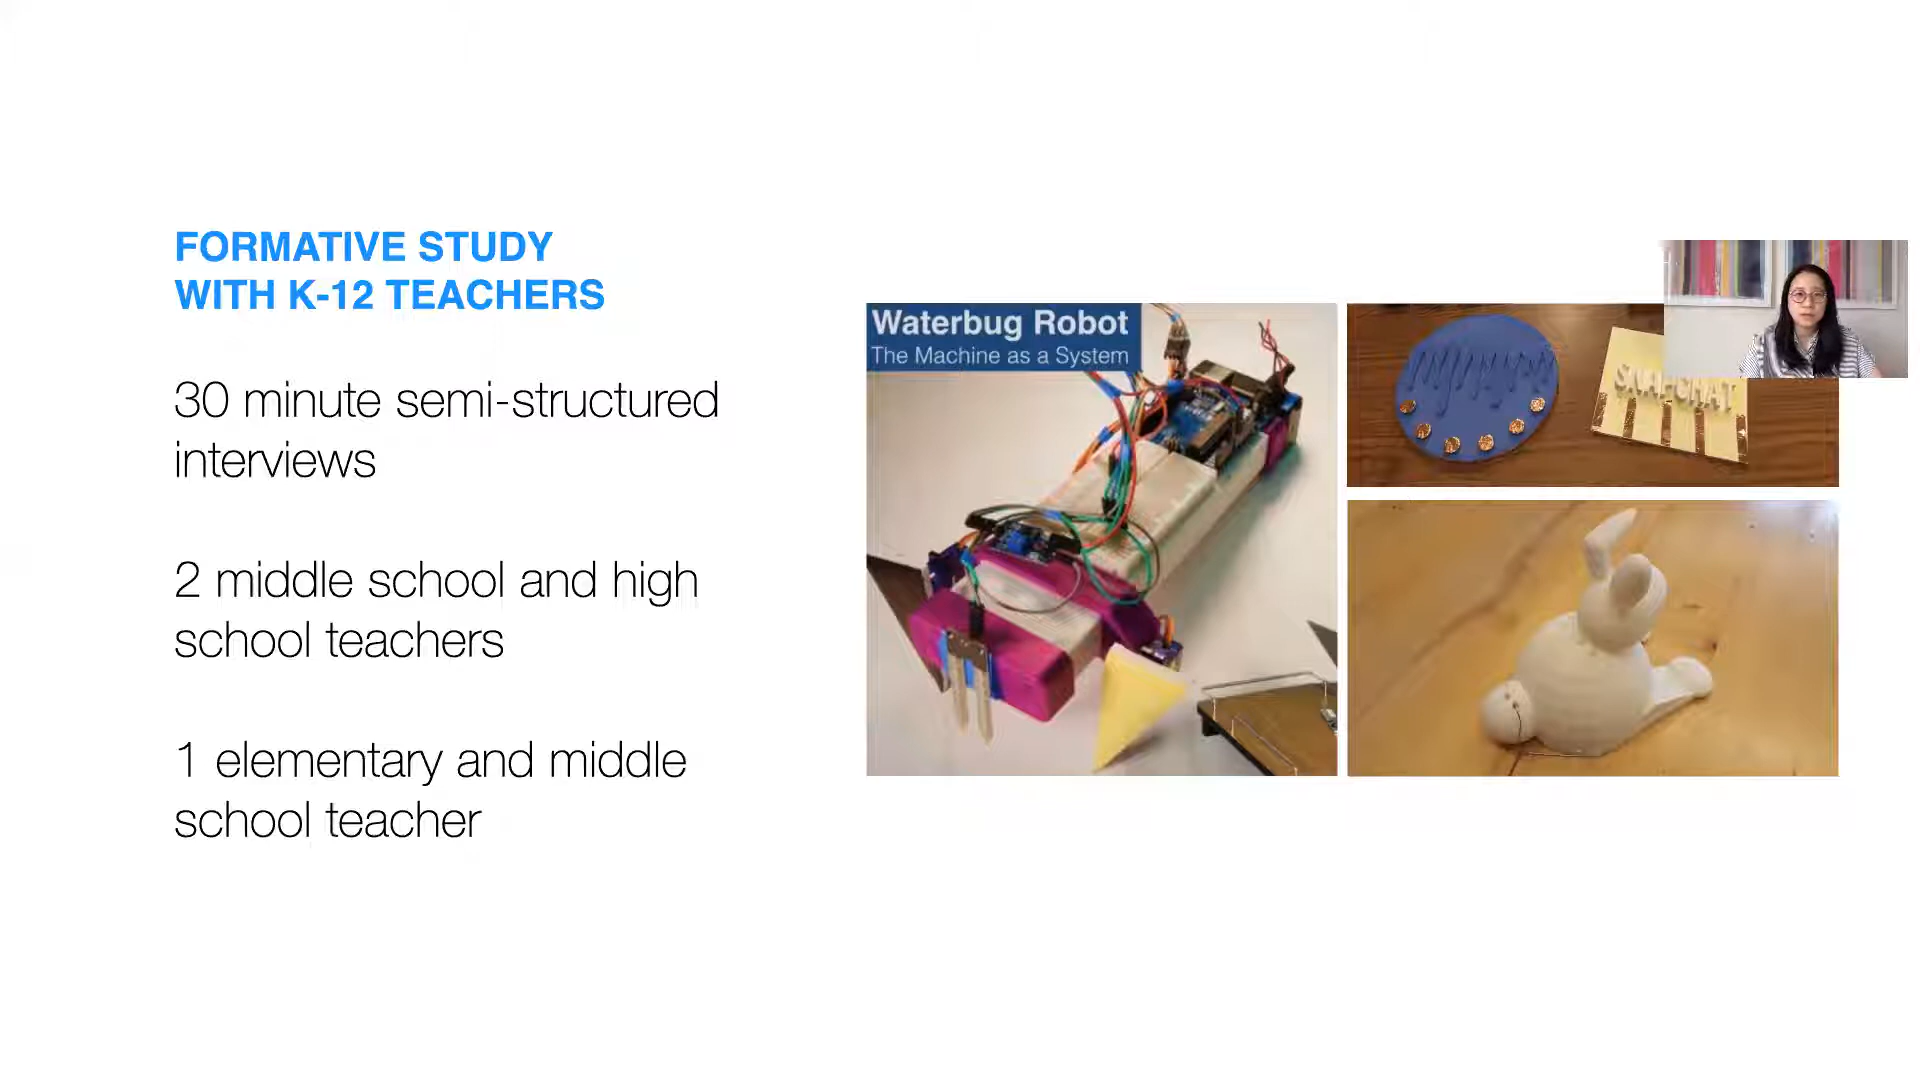 FORMATIVE STUDY
WITH K-12 TEACHERS
30 minute semi-structured
interviews
2 middle school and high
school teachers
1 elementary and middle
school teacher
Waterbug Robot
The Machine as a System
SNAPCHAT